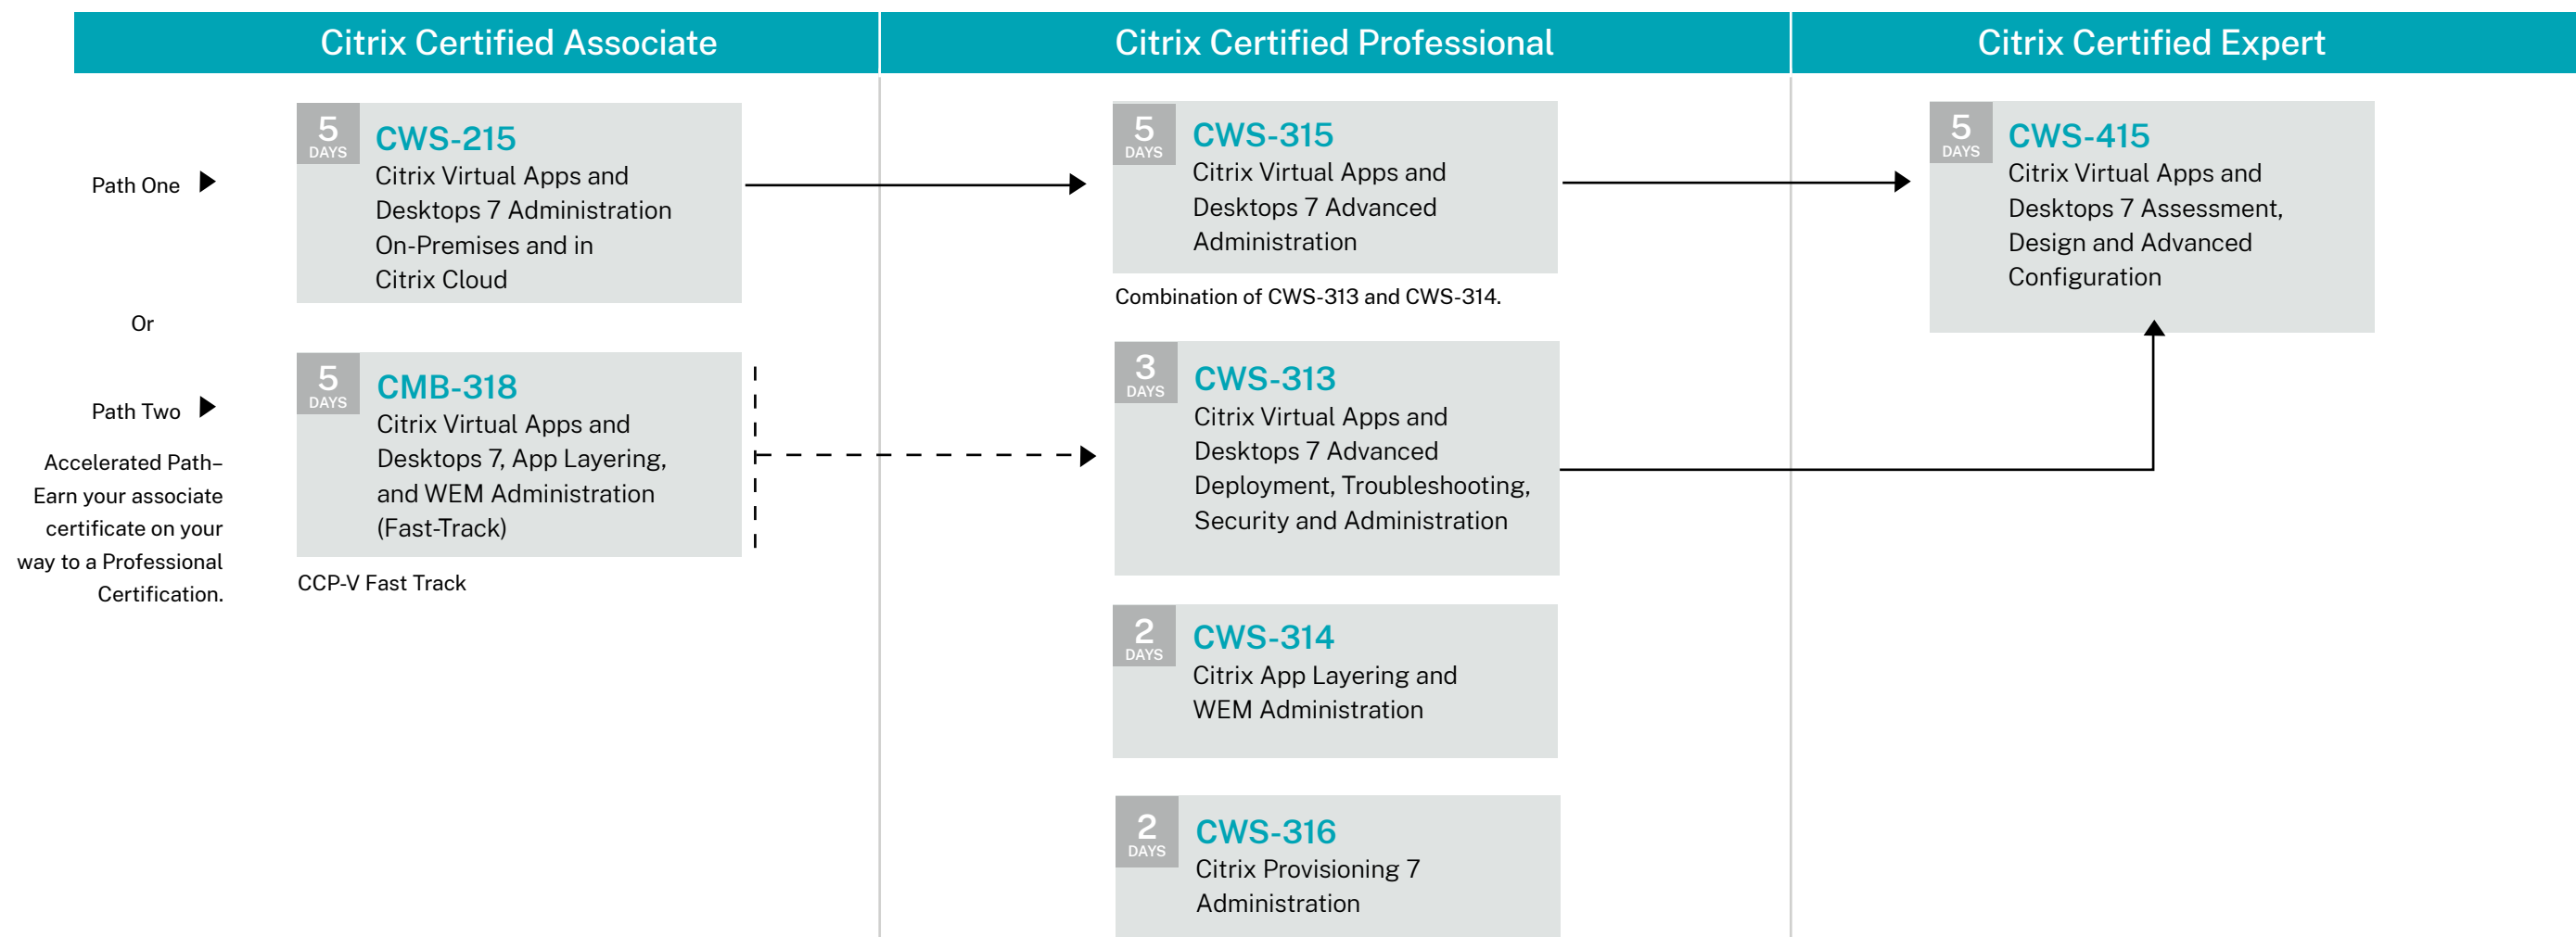 Citrix Certified Associate
Citrix Certified Professional
Citrix Certified Expert
Path One
5
DAYS
CWS-215
Citrix Virtual Apps and
Desktops 7 Administration
On-Premises and in
Citrix Cloud
5
DAYS
CWS-315
Citrix Virtual Apps and
Desktops 7 Advanced
Administration
Combination of CWS-313 and CWS-314.
5
DAYS
CWS-415
Citrix Virtual Apps and
Desktops 7 Assessment,
Design and Advanced
Configuration
Or
Path Two
Accelerated Path–
Earn your associate
certificate on your
way to a Professional
Certification.
5
DAYS
CMB-318
Citrix Virtual Apps and
Desktops 7, App Layering,
and WEM Administration
(Fast-Track)
CCP-V Fast Track
3
DAYS
CWS-313
Citrix Virtual Apps and
Desktops 7 Advanced
Deployment, Troubleshooting,
Security and Administration
2
DAYS
CWS-314
Citrix App Layering and
WEM Administration
2
DAYS
CWS-316
Citrix Provisioning 7
Administration